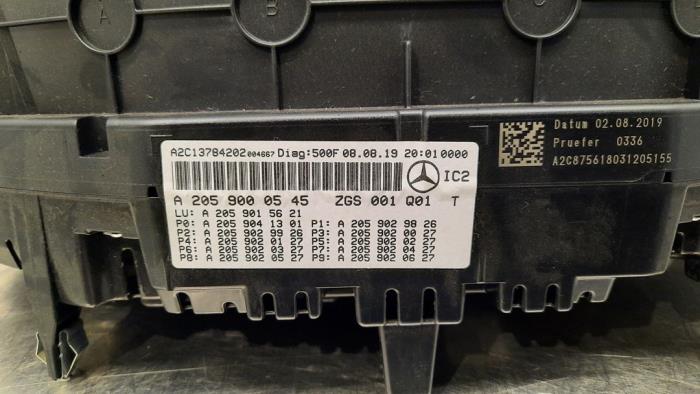 A B C
A2C13784202004667 Diag:500F 08.08.19 20:010000
IC2
A 205 900 05 45 ZGS 001 Q01 T
LU: A 205 901 56 21
P0: A 205 904 13 01 P1: A 205 902 98 26
P2: A 205 902 99 26 P3: A 205 902 00 27
P4: A 205 902 01 27 P5: A 205 902 02 27
P6: A 205 902 03 27 P7: A 205 902 04 27
P8: A 205 902 05 27 P9: A 205 902 06 27
Datum 02.08.2019
Pruefer 0336
A2C875618031205155